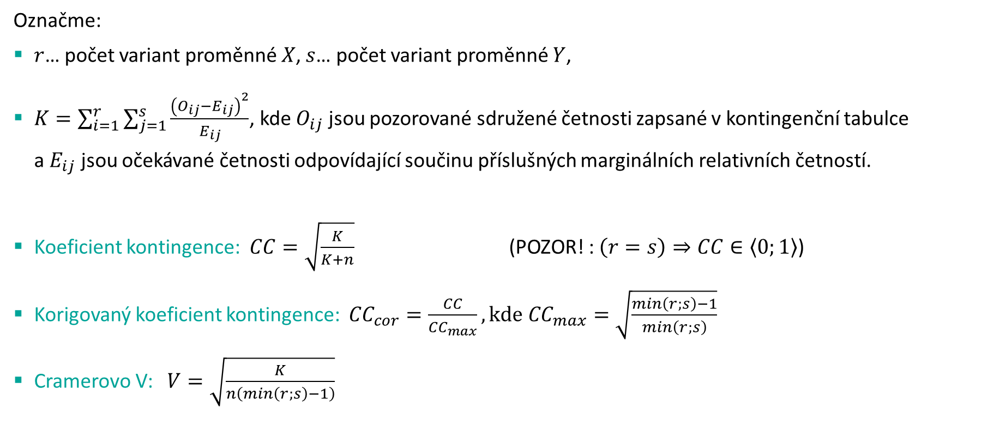 Označme:
▪ r… počet variant proměnné X, s… počet variant proměnné Y,
▪ $K = \sum_{i=1}^{r} \sum_{j=1}^{s} \frac{(O_{ij}-E_{ij})^2}{E_{ij}}$, kde $O_{ij}$ jsou pozorované sdružené četnosti zapsané v kontingenční tabulce
a $E_{ij}$ jsou očekávané četnosti odpovídající součinu příslušných marginálních relativních četností.
▪ Koeficient kontingence: $CC = \sqrt{\frac{K}{K+n}}$ (POZOR! : $(r = s) \Rightarrow CC \in \langle 0; 1 \rangle$)
▪ Korigovaný koeficient kontingence: $CC_{cor} = \frac{CC}{CC_{max}}$, kde $CC_{max} = \sqrt{\frac{min(r;s)-1}{min(r;s)}}$
▪ Cramerovo V: $V = \sqrt{\frac{K}{n(min(r;s)-1)}}$